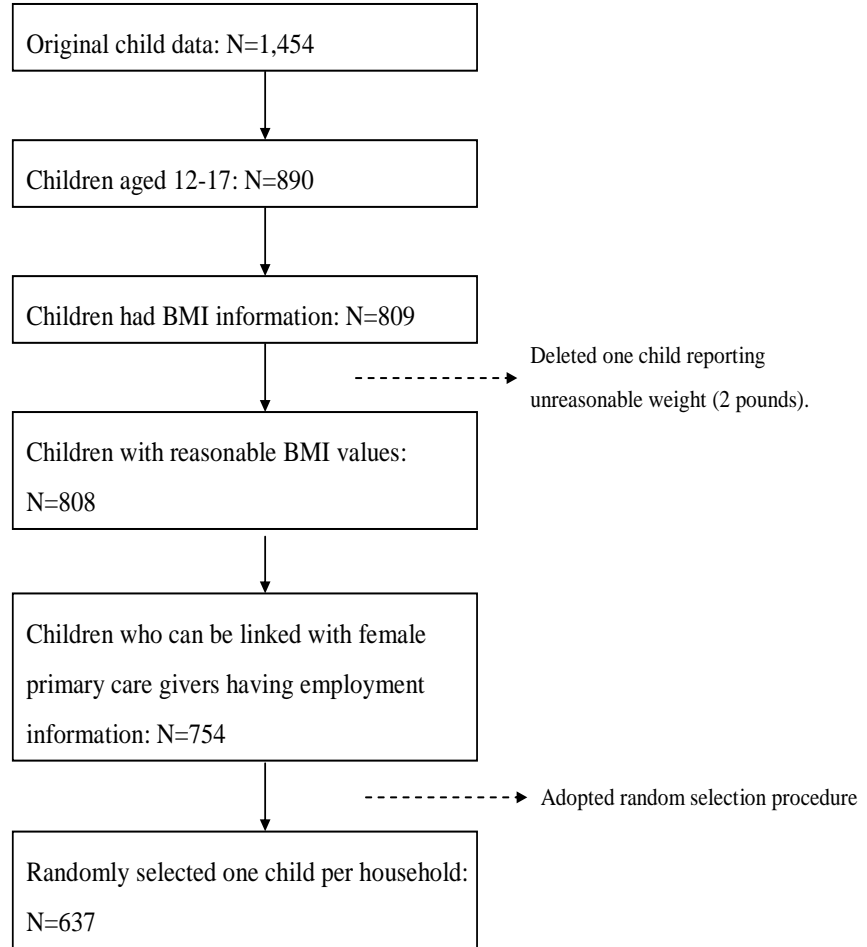 Original child data: N=1,454
Children aged 12-17: N=890
Children had BMI information: N=809
Deleted one child reporting
unreasonable weight (2 pounds).
Children with reasonable BMI values:
N=808
Children who can be linked with female
primary care givers having employment
information: N=754
Adopted random selection procedure
Randomly selected one child per household:
N=637